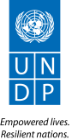 U N
D P
Empowered lives.
Resilient nations.